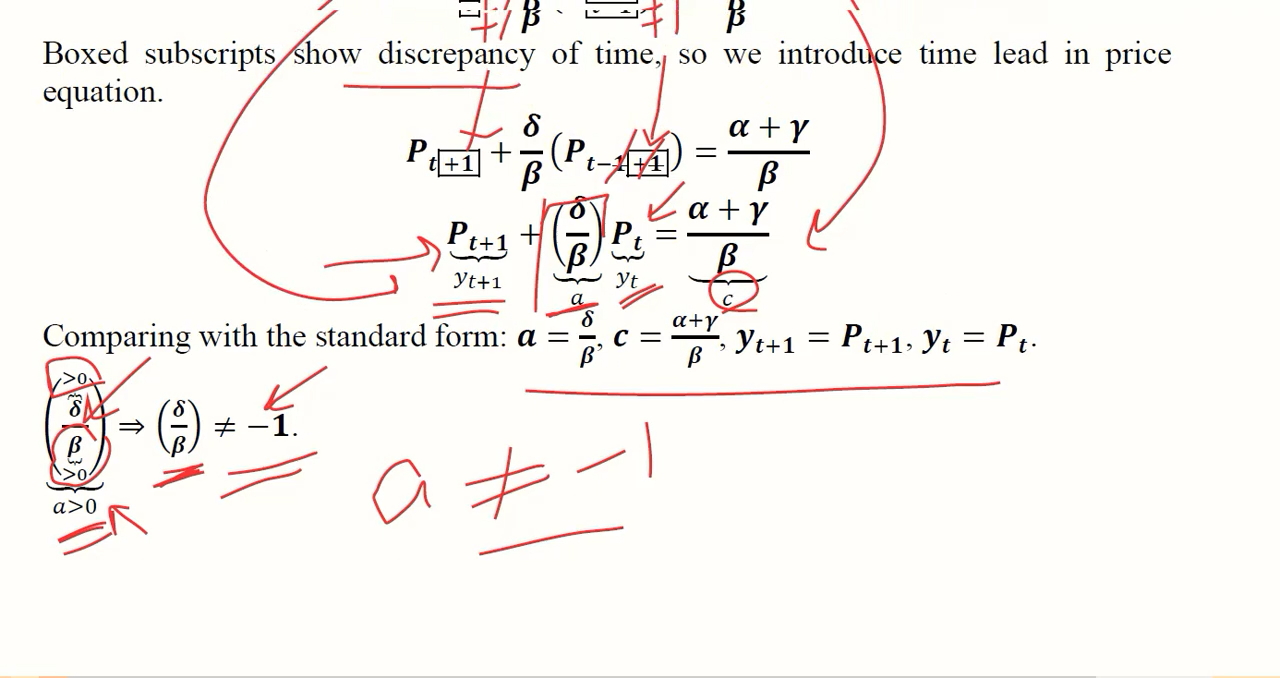 β β
≠1 ≠1
Boxed subscripts show discrepancy of time, so we introduce time lead in price
equation.
P_{t[+1]} + δ/β (P_{t−1[+1]}) = (α + γ)/β
P_{t+1} + (δ/β) P_t = (α + γ)/β
y_{t+1} a y_t c
Comparing with the standard form: a = δ/β, c = (α+γ)/β, y_{t+1} = P_{t+1}, y_t = P_t.
(δ/β) ⇒ (δ/β) ≠ −1.
>0
>0
a>0
a ≠ −1